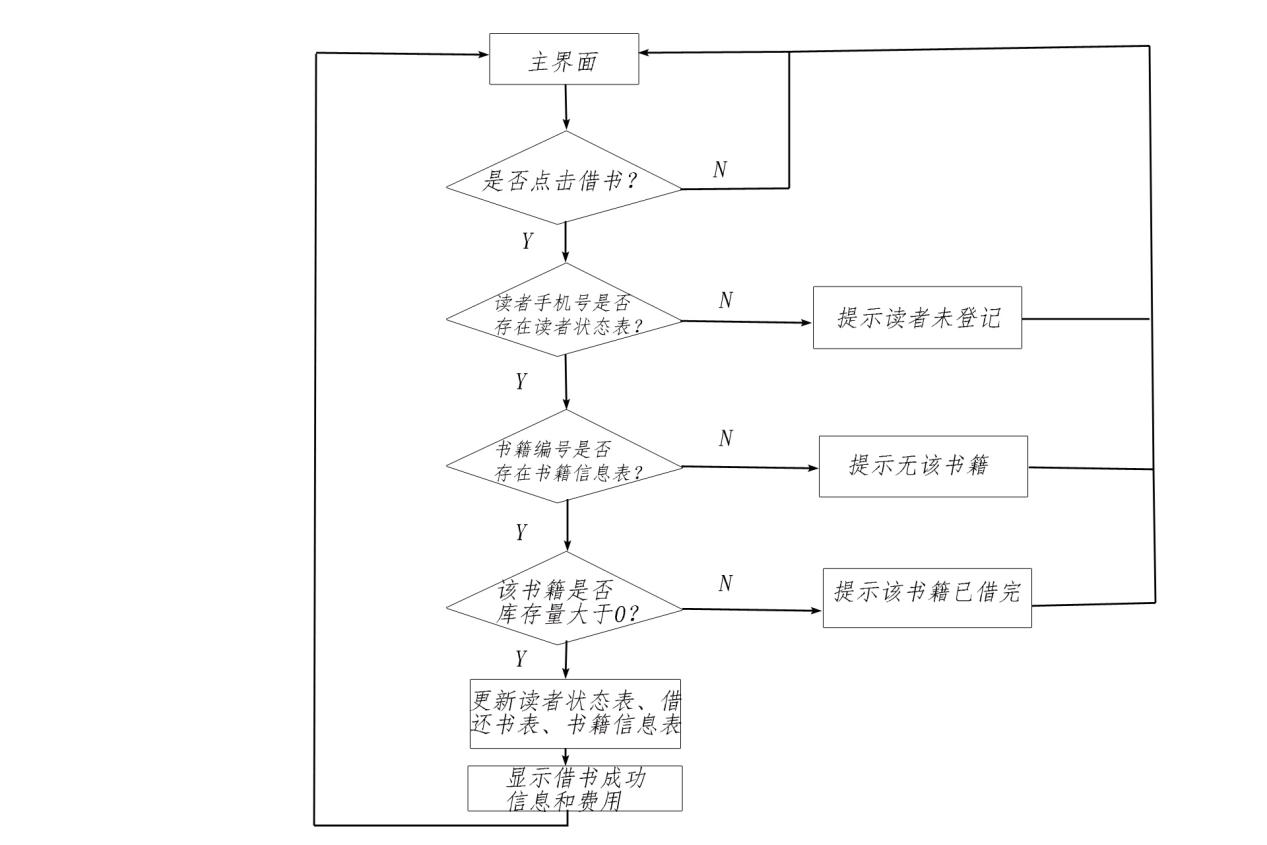 主界面
是否点击借书？
N
Y
读者手机号是否
存在读者状态表？
N
提示读者未登记
Y
书籍编号是否
存在书籍信息表？
N
提示无该书籍
Y
该书籍是否
库存量大于0？
N
提示该书籍已借完
Y
更新读者状态表、借
还书表、书籍信息表
显示借书成功
信息和费用